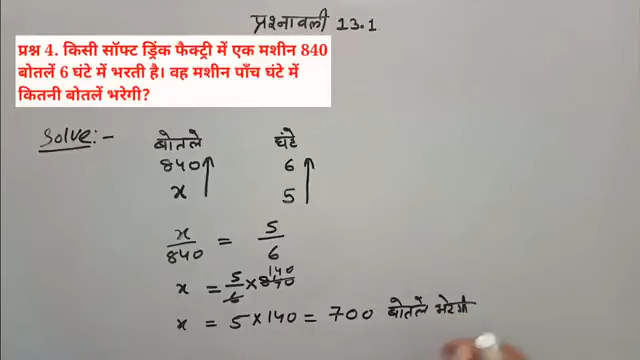 प्रश्नावली 13.1
प्रश्न 4. किसी सॉफ्ट ड्रिंक फैक्ट्री में एक मशीन 840
बोतलें 6 घंटे में भरती है। वह मशीन पाँच घंटे में
कितनी बोतलें भरेगी?
Solve:-
बोतले घंटे
840 6
x 5
x/840 = 5/6
x = 5/6 × 840 140
x = 5 × 140 = 700 बोतलें भरेगी